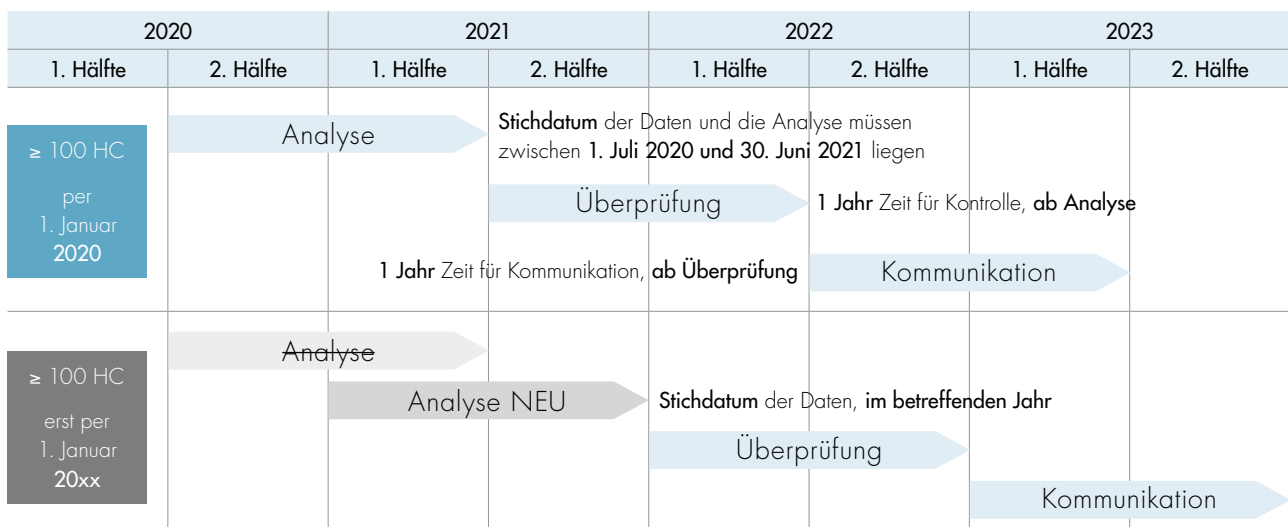 2020 2021 2022 2023
1. Hälfte 2. Hälfte 1. Hälfte 2. Hälfte 1. Hälfte 2. Hälfte 1. Hälfte 2. Hälfte
≥ 100 HC
per
1. Januar
2020
Analyse
Stichdatum der Daten und die Analyse müssen
zwischen 1. Juli 2020 und 30. Juni 2021 liegen
Überprüfung
1 Jahr Zeit für Kontrolle, ab Analyse
1 Jahr Zeit für Kommunikation, ab Überprüfung
Kommunikation
≥ 100 HC
erst per
1. Januar
20xx
Analyse
Analyse NEU
Stichdatum der Daten, im betreffenden Jahr
Überprüfung
Kommunikation